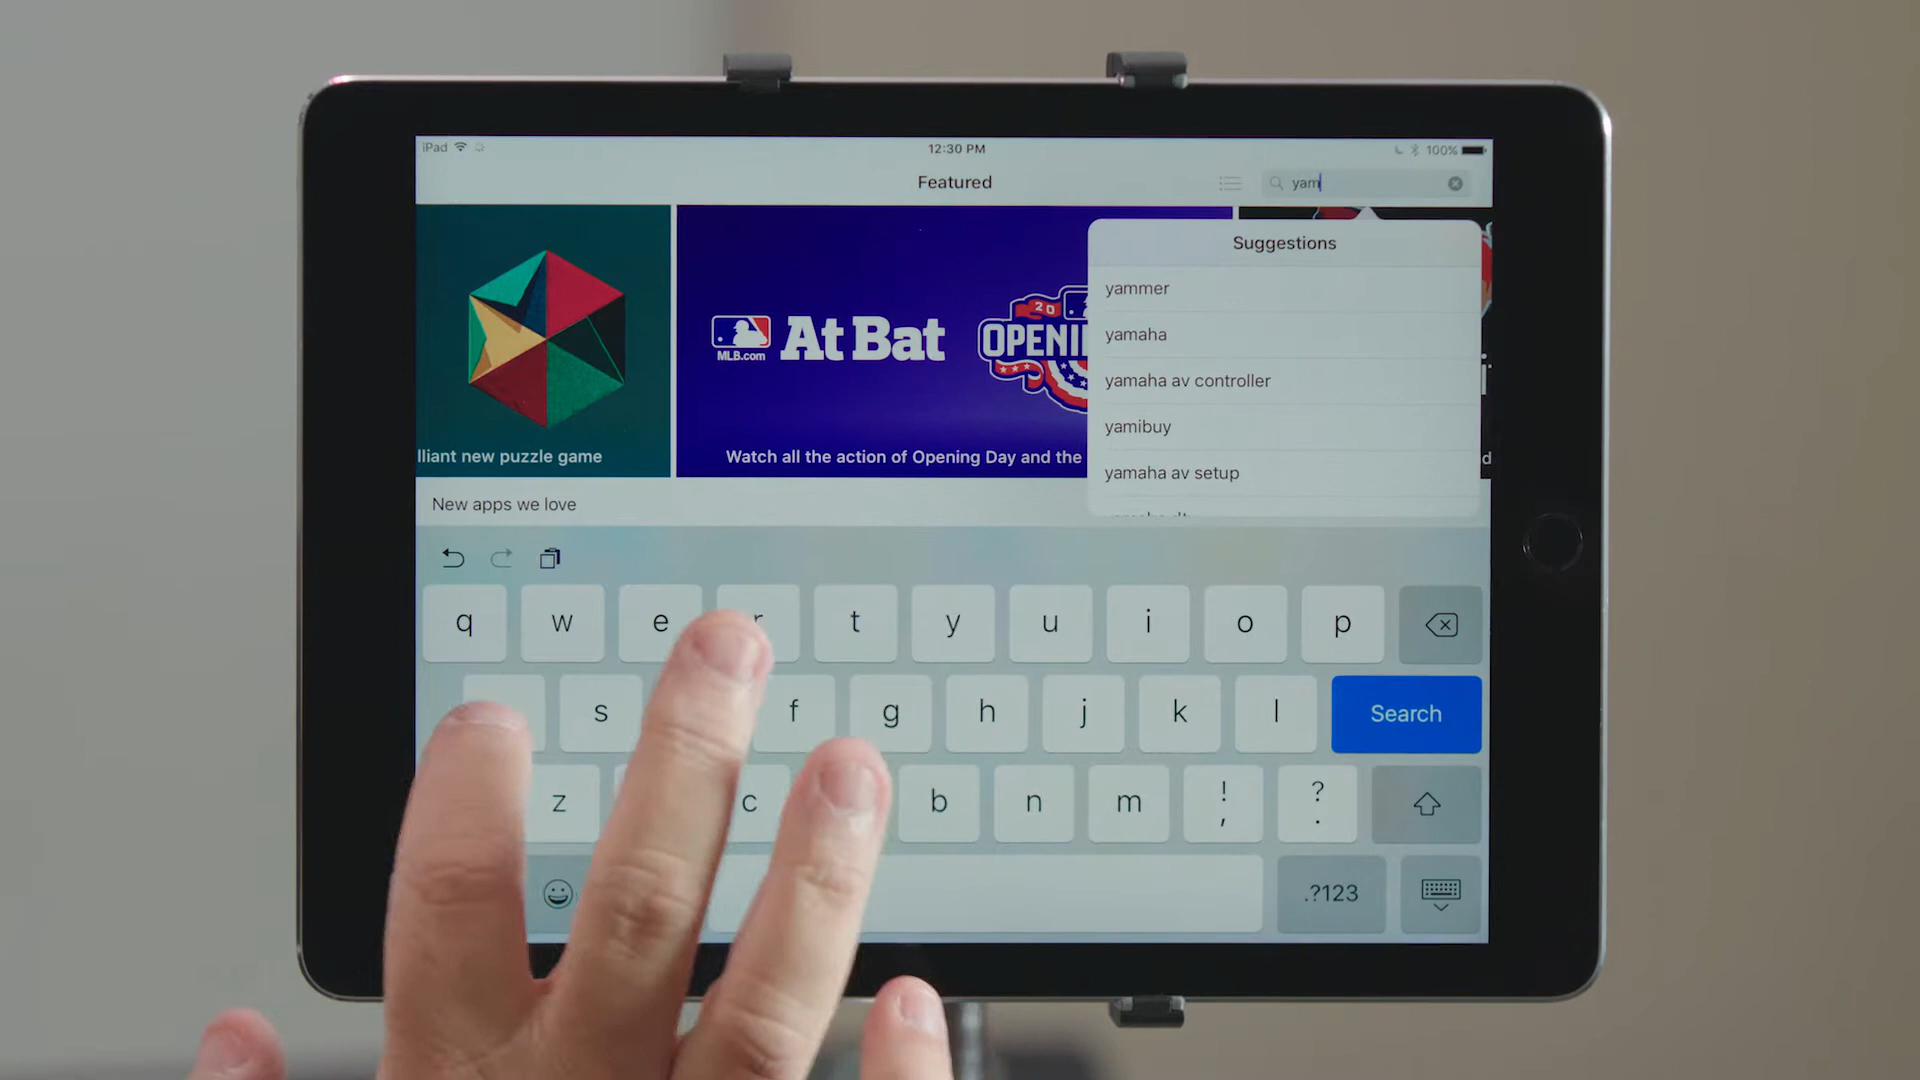 iPad
12:30 PM
100%
Featured
yam
Suggestions
yammer
yamaha
yamaha av controller
yamibuy
yamaha av setup
MLB.com At Bat
20
OPENI
lliant new puzzle game
Watch all the action of Opening Day and the
New apps we love
q w e r t y u i o p
s f g h j k l Search
z c b n m ! , ? .
.?123